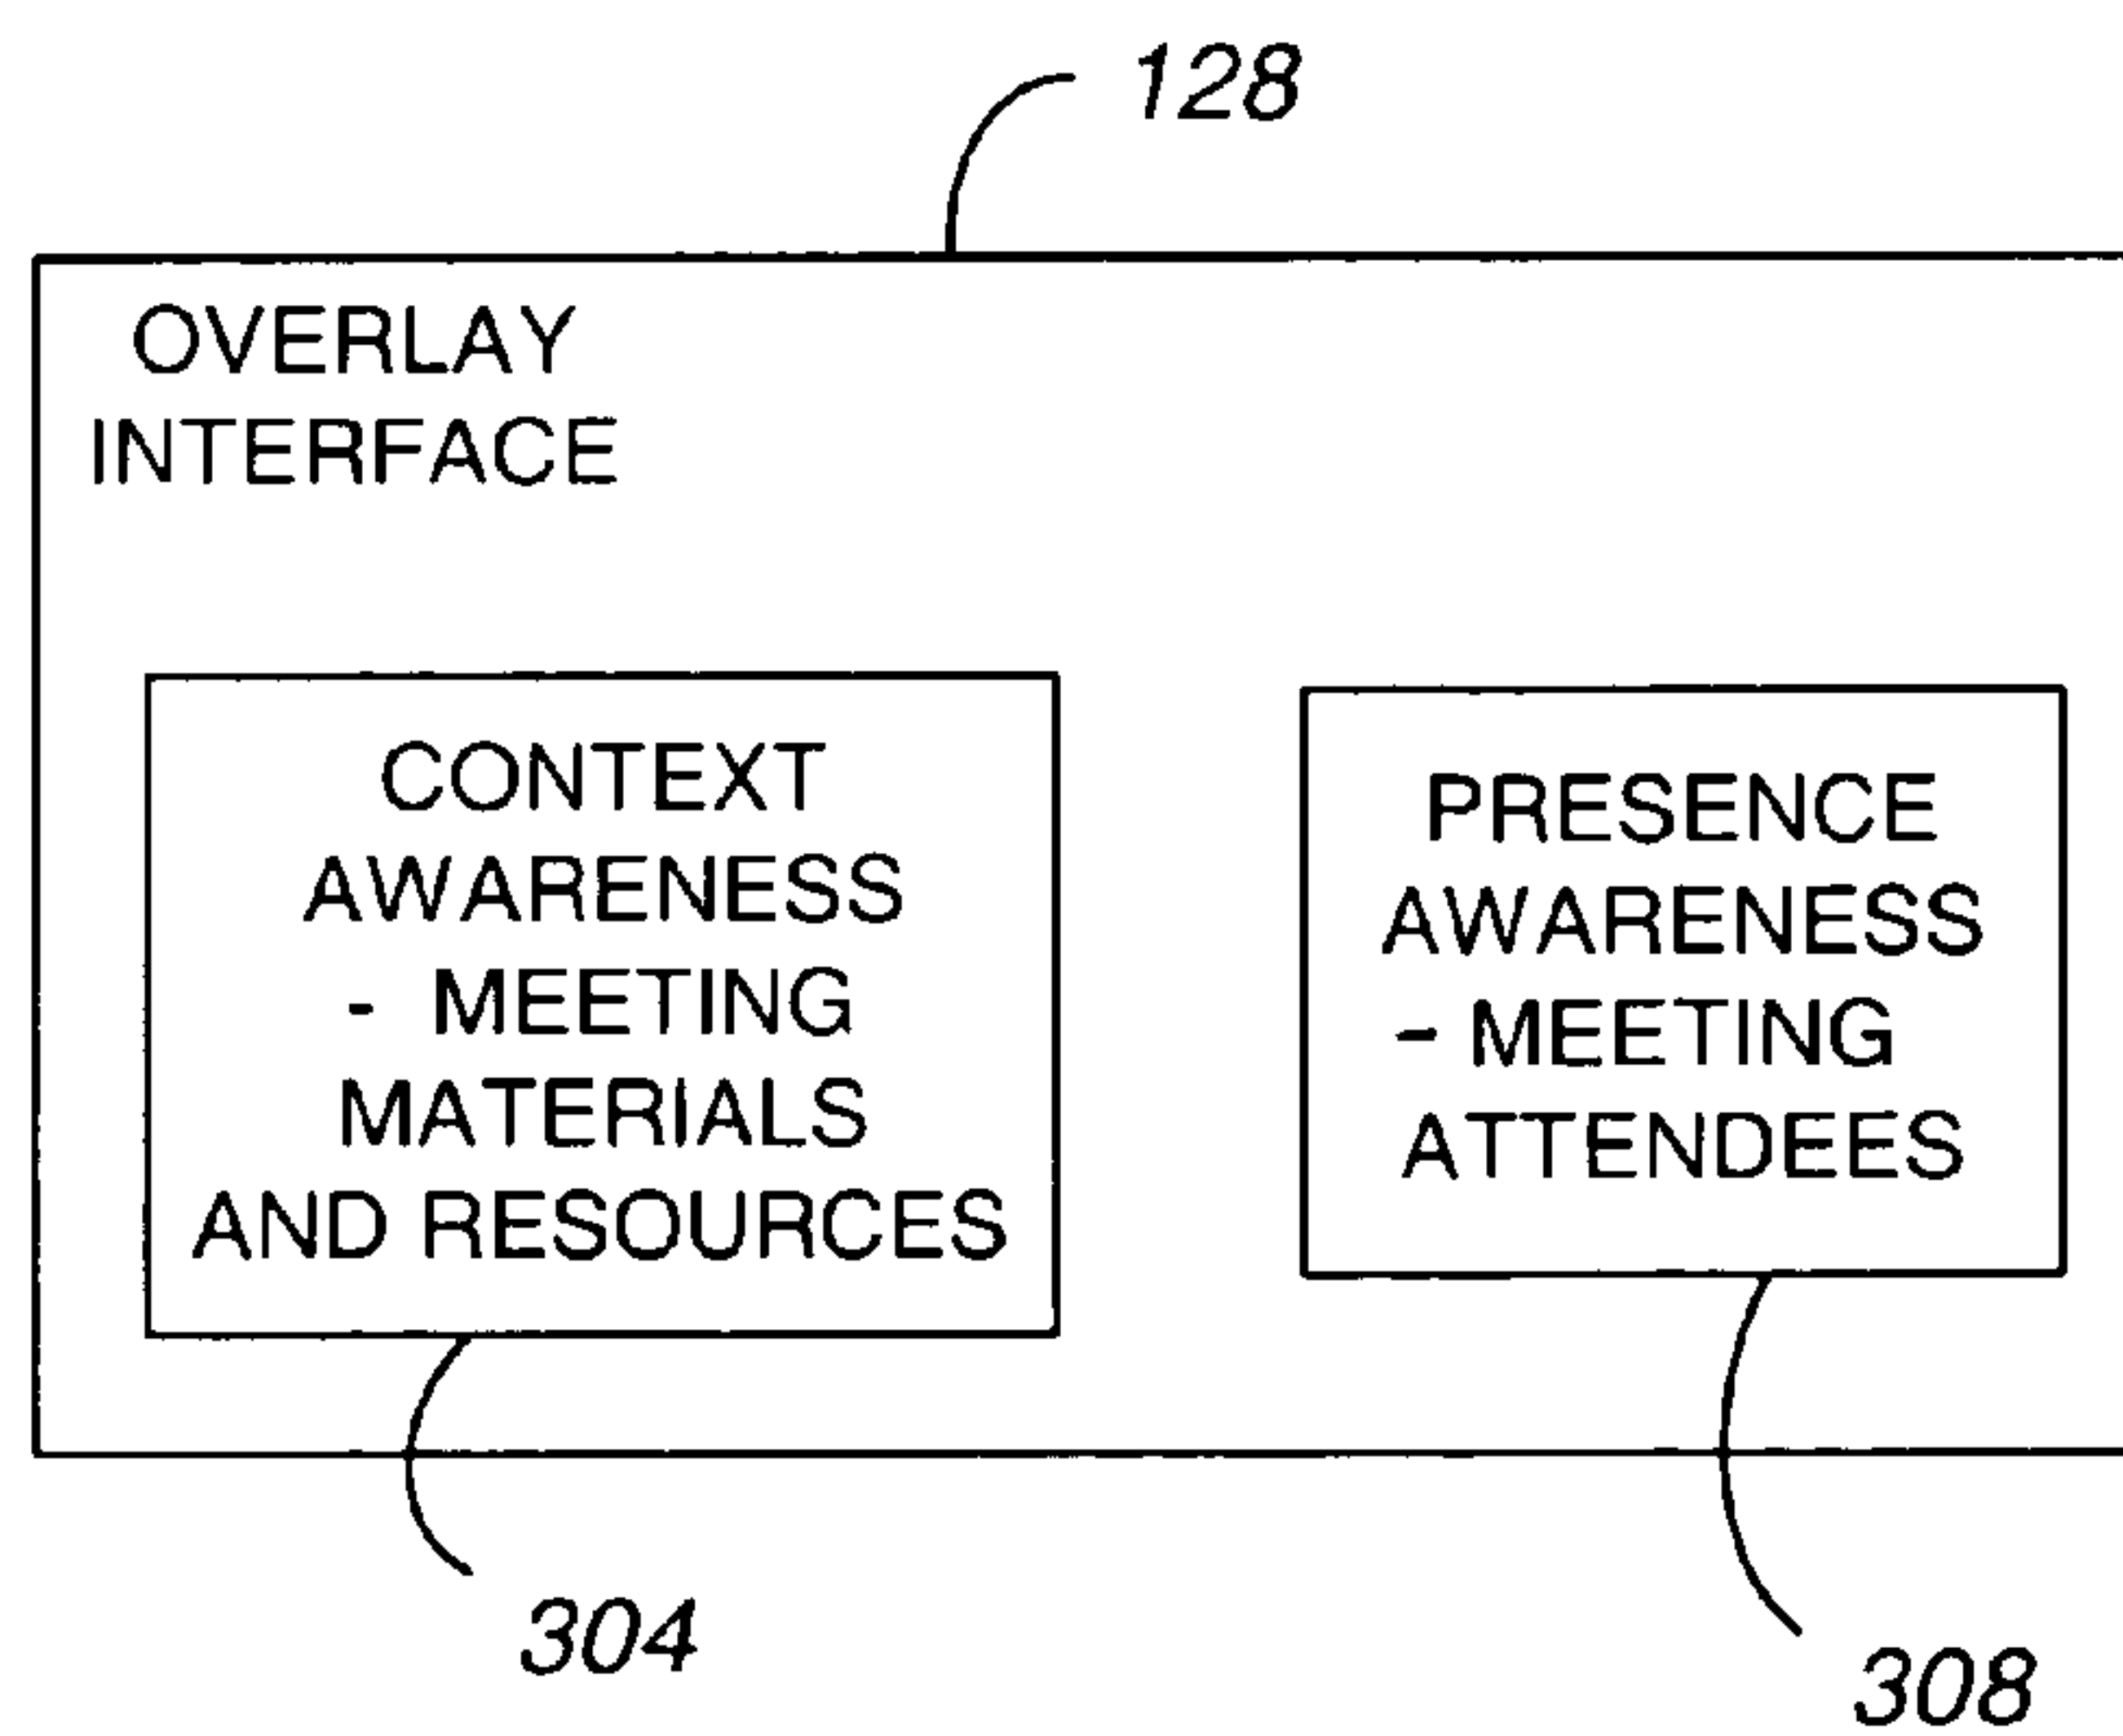 128
OVERLAY
INTERFACE
CONTEXT
AWARENESS
- MEETING
MATERIALS
AND RESOURCES
PRESENCE
AWARENESS
- MEETING
ATTENDEES
304
308